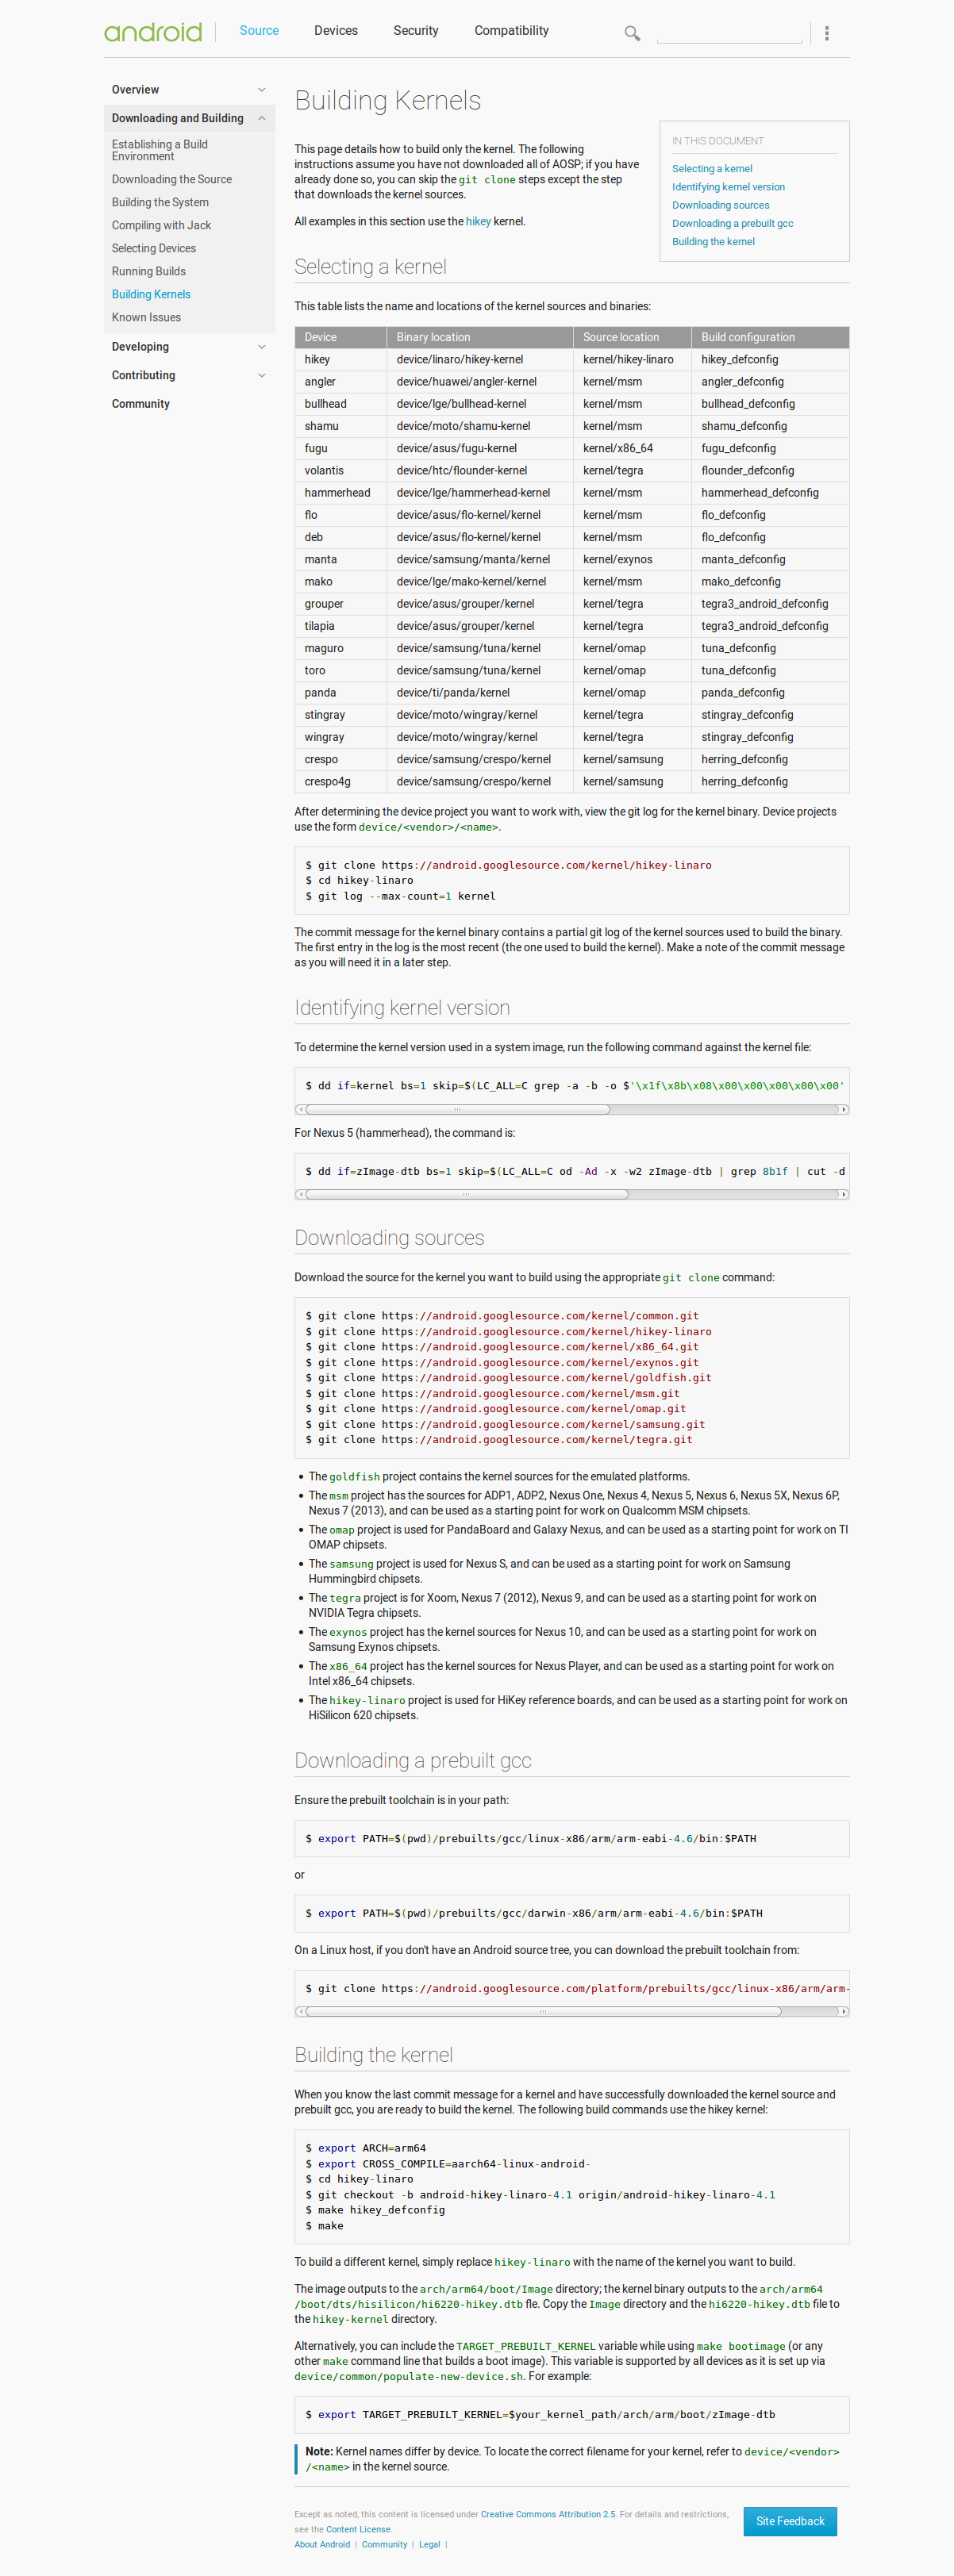 android
Source Devices Security Compatibility
Overview
Downloading and Building
Establishing a Build
Environment
Downloading the Source
Building the System
Compiling with Jack
Selecting Devices
Running Builds
Building Kernels
Known Issues
Developing
Contributing
Community
Building Kernels
IN THIS DOCUMENT
Selecting a kernel
Identifying kernel version
Downloading sources
Downloading a prebuilt gcc
Building the kernel
This page details how to build only the kernel. The following
instructions assume you have not downloaded all of AOSP; if you have
already done so, you can skip the git clone steps except the step
that downloads the kernel sources.
All examples in this section use the hikey kernel.
Selecting a kernel
This table lists the name and locations of the kernel sources and binaries:
Device Binary location Source location Build configuration
hikey device/linaro/hikey-kernel kernel/hikey-linaro hikey_defconfig
angler device/huawei/angler-kernel kernel/msm angler_defconfig
bullhead device/lge/bullhead-kernel kernel/msm bullhead_defconfig
shamu device/moto/shamu-kernel kernel/msm shamu_defconfig
fugu device/asus/fugu-kernel kernel/x86_64 fugu_defconfig
volantis device/htc/flounder-kernel kernel/tegra flounder_defconfig
hammerhead device/lge/hammerhead-kernel kernel/msm hammerhead_defconfig
flo device/asus/flo-kernel/kernel kernel/msm flo_defconfig
deb device/asus/flo-kernel/kernel kernel/msm flo_defconfig
manta device/samsung/manta/kernel kernel/exynos manta_defconfig
mako device/lge/mako-kernel/kernel kernel/msm mako_defconfig
grouper device/asus/grouper/kernel kernel/tegra tegra3_android_defconfig
tilapia device/asus/grouper/kernel kernel/tegra tegra3_android_defconfig
maguro device/samsung/tuna/kernel kernel/omap tuna_defconfig
toro device/samsung/tuna/kernel kernel/omap tuna_defconfig
panda device/ti/panda/kernel kernel/omap panda_defconfig
stingray device/moto/wingray/kernel kernel/tegra stingray_defconfig
wingray device/moto/wingray/kernel kernel/tegra stingray_defconfig
crespo device/samsung/crespo/kernel kernel/samsung herring_defconfig
crespo4g device/samsung/crespo/kernel kernel/samsung herring_defconfig
After determining the device project you want to work with, view the git log for the kernel binary. Device projects
use the form device/<vendor>/<name>.
$ git clone https://android.googlesource.com/kernel/hikey-linaro
$ cd hikey-linaro
$ git log --max-count=1 kernel
The commit message for the kernel binary contains a partial git log of the kernel sources used to build the binary.
The first entry in the log is the most recent (the one used to build the kernel). Make a note of the commit message
as you will need it in a later step.
Identifying kernel version
To determine the kernel version used in a system image, run the following command against the kernel file:
$ dd if=kernel bs=1 skip=$(LC_ALL=C grep -a -b -o $'\x1f\x8b\x08\x00\x00\x00\x00\x00'
For Nexus 5 (hammerhead), the command is:
$ dd if=zImage-dtb bs=1 skip=$(LC_ALL=C od -Ad -x -w2 zImage-dtb | grep 8b1f | cut -d
Downloading sources
Download the source for the kernel you want to build using the appropriate git clone command:
$ git clone https://android.googlesource.com/kernel/common.git
$ git clone https://android.googlesource.com/kernel/hikey-linaro
$ git clone https://android.googlesource.com/kernel/x86_64.git
$ git clone https://android.googlesource.com/kernel/exynos.git
$ git clone https://android.googlesource.com/kernel/goldfish.git
$ git clone https://android.googlesource.com/kernel/msm.git
$ git clone https://android.googlesource.com/kernel/omap.git
$ git clone https://android.googlesource.com/kernel/samsung.git
$ git clone https://android.googlesource.com/kernel/tegra.git
• The goldfish project contains the kernel sources for the emulated platforms.
• The msm project has the sources for ADP1, ADP2, Nexus One, Nexus 4, Nexus 5, Nexus 6, Nexus 5X, Nexus 6P,
Nexus 7 (2013), and can be used as a starting point for work on Qualcomm MSM chipsets.
• The omap project is used for PandaBoard and Galaxy Nexus, and can be used as a starting point for work on TI
OMAP chipsets.
• The samsung project is used for Nexus S, and can be used as a starting point for work on Samsung
Hummingbird chipsets.
• The tegra project is for Xoom, Nexus 7 (2012), Nexus 9, and can be used as a starting point for work on
NVIDIA Tegra chipsets.
• The exynos project has the kernel sources for Nexus 10, and can be used as a starting point for work on
Samsung Exynos chipsets.
• The x86_64 project has the kernel sources for Nexus Player, and can be used as a starting point for work on
Intel x86_64 chipsets.
• The hikey-linaro project is used for HiKey reference boards, and can be used as a starting point for work on
HiSilicon 620 chipsets.
Downloading a prebuilt gcc
Ensure the prebuilt toolchain is in your path:
$ export PATH=$(pwd)/prebuilts/gcc/linux-x86/arm/arm-eabi-4.6/bin:$PATH
or
$ export PATH=$(pwd)/prebuilts/gcc/darwin-x86/arm/arm-eabi-4.6/bin:$PATH
On a Linux host, if you don't have an Android source tree, you can download the prebuilt toolchain from:
$ git clone https://android.googlesource.com/platform/prebuilts/gcc/linux-x86/arm/arm-
Building the kernel
When you know the last commit message for a kernel and have successfully downloaded the kernel source and
prebuilt gcc, you are ready to build the kernel. The following build commands use the hikey kernel:
$ export ARCH=arm64
$ export CROSS_COMPILE=aarch64-linux-android-
$ cd hikey-linaro
$ git checkout -b android-hikey-linaro-4.1 origin/android-hikey-linaro-4.1
$ make hikey_defconfig
$ make
To build a different kernel, simply replace hikey-linaro with the name of the kernel you want to build.
The image outputs to the arch/arm64/boot/Image directory; the kernel binary outputs to the arch/arm64
/boot/dts/hisilicon/hi6220-hikey.dtb fle. Copy the Image directory and the hi6220-hikey.dtb file to
the hikey-kernel directory.
Alternatively, you can include the TARGET_PREBUILT_KERNEL variable while using make bootimage (or any
other make command line that builds a boot image). This variable is supported by all devices as it is set up via
device/common/populate-new-device.sh. For example:
$ export TARGET_PREBUILT_KERNEL=$your_kernel_path/arch/arm/boot/zImage-dtb
Note: Kernel names differ by device. To locate the correct filename for your kernel, refer to device/<vendor>
/<name> in the kernel source.
Except as noted, this content is licensed under Creative Commons Attribution 2.5. For details and restrictions,
see the Content License.
About Android | Community | Legal |
Site Feedback